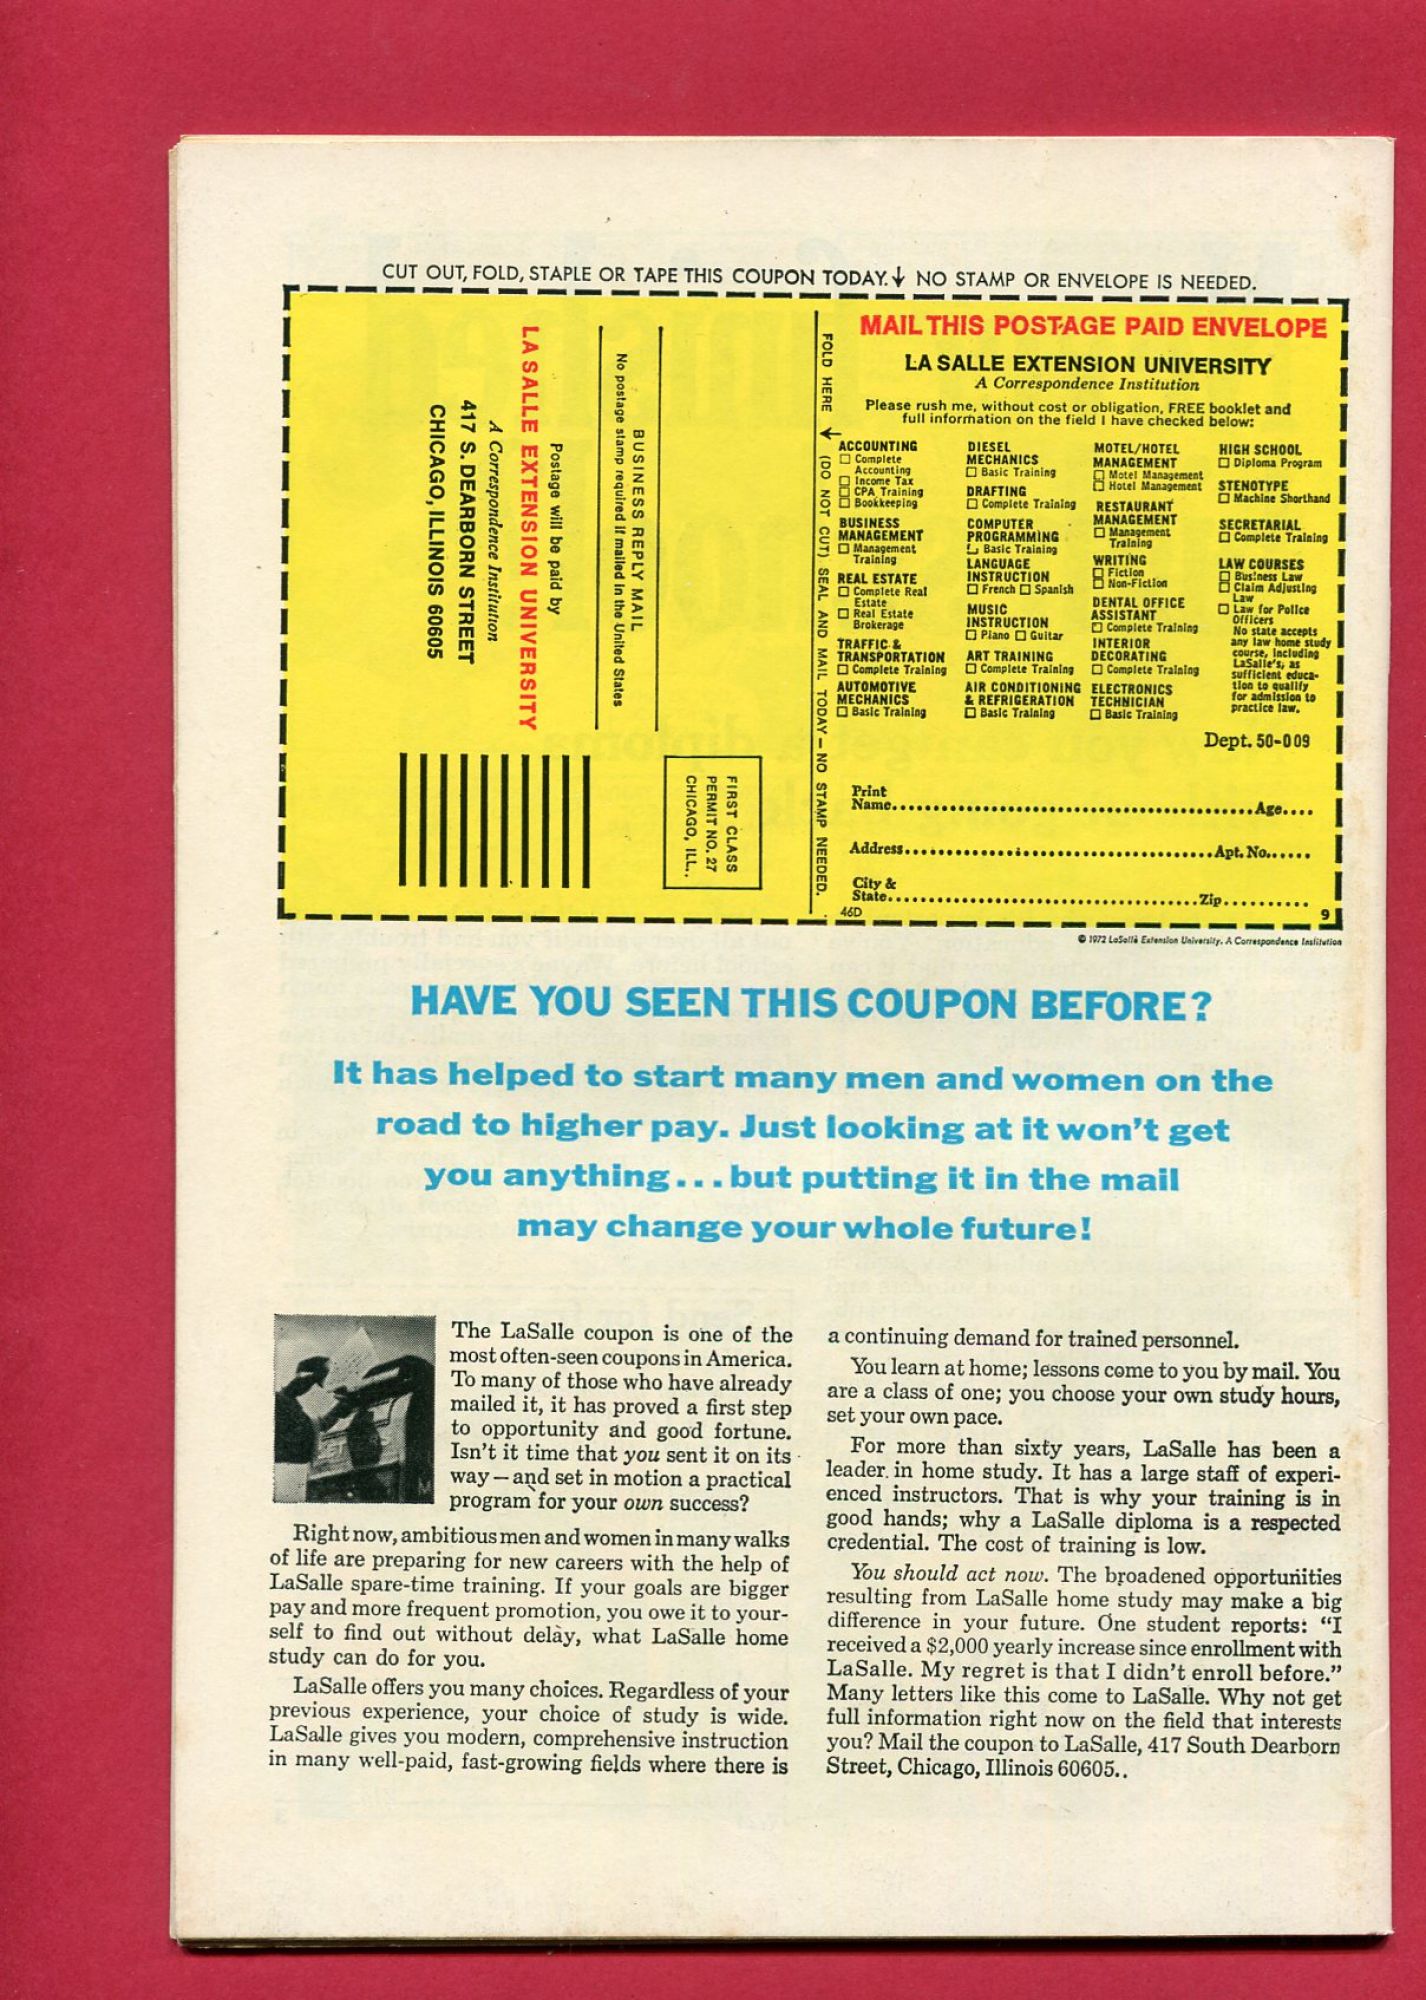 CUT OUT, FOLD, STAPLE OR TAPE THIS COUPON TODAY. ↓ NO STAMP OR ENVELOPE IS NEEDED.
LA SALLE EXTENSION UNIVERSITY
A Correspondence Institution
417 S. DEARBORN STREET
CHICAGO, ILLINOIS 60605
Postage will be paid by
BUSINESS REPLY MAIL
No postage stamp required if mailed in the United States
FIRST CLASS
PERMIT NO. 27
CHICAGO, ILL.
FOLD HERE ↓ (DO NOT CUT) SEAL AND MAIL TODAY — NO STAMP NEEDED.
MAIL THIS POSTAGE PAID ENVELOPE
LA SALLE EXTENSION UNIVERSITY
A Correspondence Institution
Please rush me, without cost or obligation, FREE booklet and
full information on the field I have checked below:
ACCOUNTING
☐ Complete
Accounting
☐ Income Tax
☐ CPA Training
☐ Bookkeeping
BUSINESS
MANAGEMENT
☐ Management
Training
REAL ESTATE
☐ Complete Real
Estate
☐ Real Estate
Brokerage
TRAFFIC &
TRANSPORTATION
☐ Complete Training
AUTOMOTIVE
MECHANICS
☐ Basic Training
DIESEL
MECHANICS
☐ Basic Training
DRAFTING
☐ Complete Training
COMPUTER
PROGRAMMING
☐ Basic Training
LANGUAGE
INSTRUCTION
☐ French ☐ Spanish
MUSIC
INSTRUCTION
☐ Piano ☐ Guitar
ART TRAINING
☐ Complete Training
AIR CONDITIONING
& REFRIGERATION
☐ Basic Training
MOTEL/HOTEL
MANAGEMENT
☐ Motel Management
☐ Hotel Management
RESTAURANT
MANAGEMENT
☐ Management
Training
WRITING
☐ Fiction
☐ Non-Fiction
DENTAL OFFICE
ASSISTANT
☐ Complete Training
INTERIOR
DECORATING
☐ Complete Training
ELECTRONICS
TECHNICIAN
☐ Basic Training
HIGH SCHOOL
☐ Diploma Program
STENOTYPE
☐ Machine Shorthand
SECRETARIAL
☐ Complete Training
LAW COURSES
☐ Business Law
☐ Claim Adjusting
Law
☐ Law for Police
Officers
No state accepts
any law home study
course, including
LaSalle's, as
sufficient educa-
tion to qualify
for admission to
practice law.
Dept. 50-009
Print
Name....Age....
Address....Apt. No......
City &
State....Zip..........
46D 9
© 1972 LaSalle Extension University. A Correspondence Institution
HAVE YOU SEEN THIS COUPON BEFORE?
It has helped to start many men and women on the
road to higher pay. Just looking at it won't get
you anything...but putting it in the mail
may change your whole future!
The LaSalle coupon is one of the
most often-seen coupons in America.
To many of those who have already
mailed it, it has proved a first step
to opportunity and good fortune.
Isn't it time that you sent it on its
way—and set in motion a practical
program for your own success?
Right now, ambitious men and women in many walks
of life are preparing for new careers with the help of
LaSalle spare-time training. If your goals are bigger
pay and more frequent promotion, you owe it to your-
self to find out without delay, what LaSalle home
study can do for you.
LaSalle offers you many choices. Regardless of your
previous experience, your choice of study is wide.
LaSalle gives you modern, comprehensive instruction
in many well-paid, fast-growing fields where there is
a continuing demand for trained personnel.
You learn at home; lessons come to you by mail. You
are a class of one; you choose your own study hours,
set your own pace.
For more than sixty years, LaSalle has been a
leader in home study. It has a large staff of experi-
enced instructors. That is why your training is in
good hands; why a LaSalle diploma is a respected
credential. The cost of training is low.
You should act now. The broadened opportunities
resulting from LaSalle home study may make a big
difference in your future. One student reports: "I
received a $2,000 yearly increase since enrollment with
LaSalle. My regret is that I didn't enroll before."
Many letters like this come to LaSalle. Why not get
full information right now on the field that interests
you? Mail the coupon to LaSalle, 417 South Dearborn
Street, Chicago, Illinois 60605..